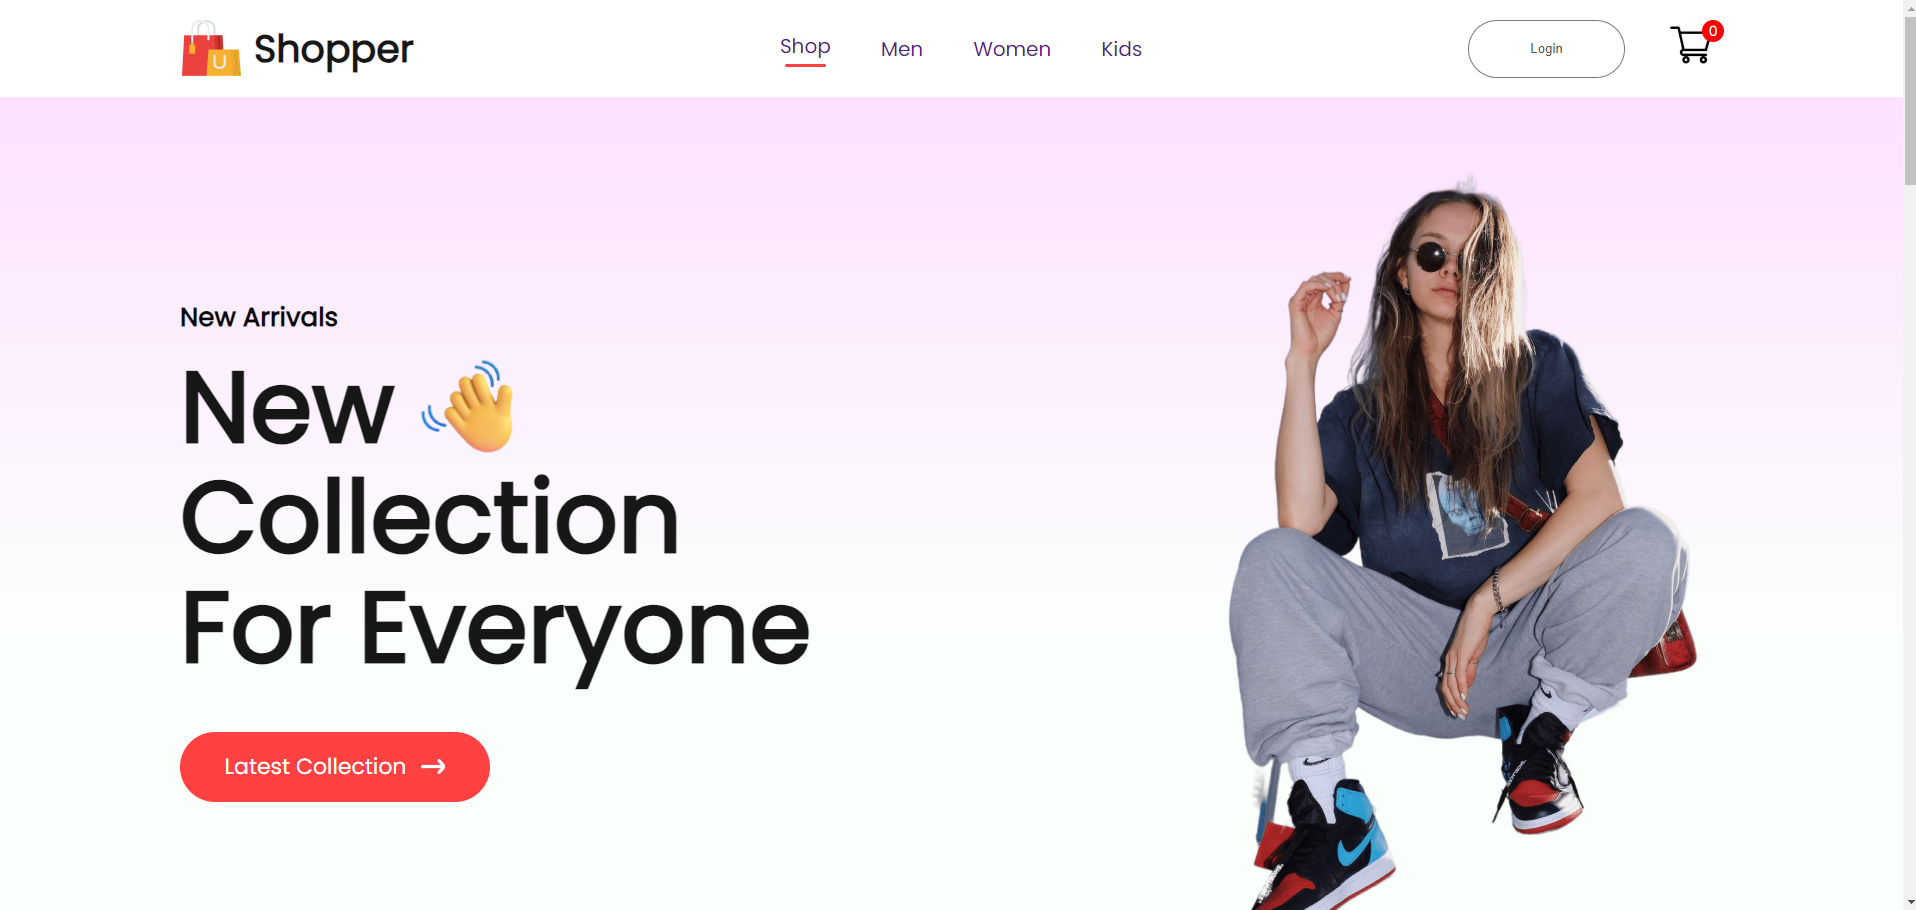 Shopper
Shop
Men
Women
Kids
Login
0
New Arrivals
New 👋
Collection
For Everyone
Latest Collection →